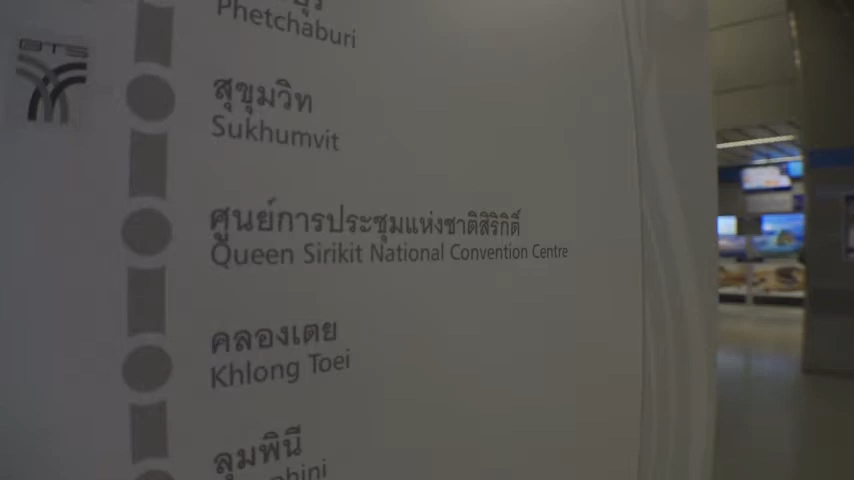 Phetchaburi
BTS
สุขุมวิท
Sukhumvit
ศูนย์การประชุมแห่งชาติสิริกิติ์
Queen Sirikit National Convention Centre
คลองเตย
Khlong Toei
ลุมพินี